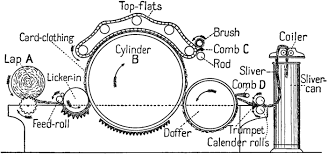 Top-flats
Card-clothing
Brush
Cylinder
B
Comb C
Rod
Coiler
Lap A
Licker-in
Sliver
Comb D
Sliver-
can
Feed-roll
Doffer
Trumpet
Calender rolls